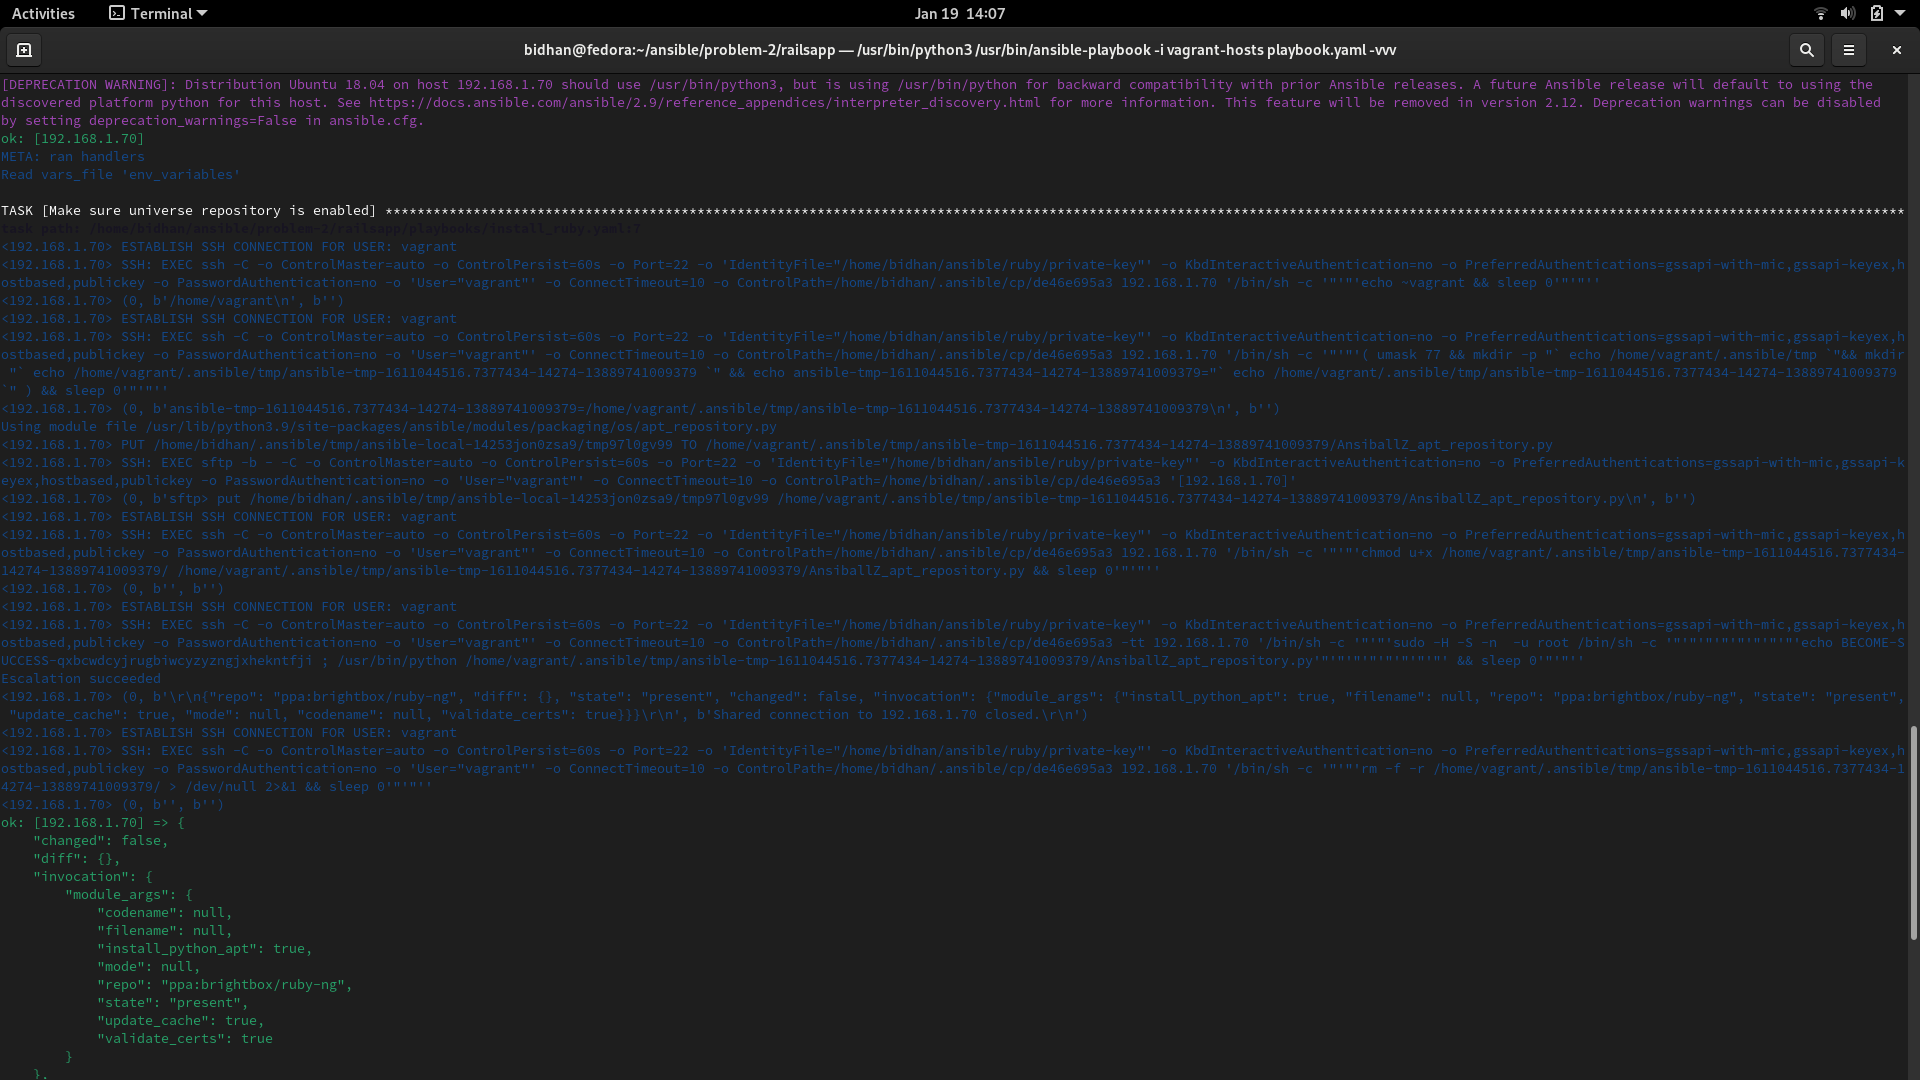 Activities
Terminal
Jan 19 14:07
bidhan@fedora:~/ansible/problem-2/railsapp — /usr/bin/python3 /usr/bin/ansible-playbook -i vagrant-hosts playbook.yaml -vvv
[DEPRECATION WARNING]: Distribution Ubuntu 18.04 on host 192.168.1.70 should use /usr/bin/python3, but is using /usr/bin/python for backward compatibility with prior Ansible releases. A future Ansible release will default to using the
discovered platform python for this host. See https://docs.ansible.com/ansible/2.9/reference_appendices/interpreter_discovery.html for more information. This feature will be removed in version 2.12. Deprecation warnings can be disabled
by setting deprecation_warnings=False in ansible.cfg.
ok: [192.168.1.70]
META: ran handlers
Read vars_file 'env_variables'
TASK [Make sure universe repository is enabled] ***********************************************************************************************************************************************************************************************
task path: /home/bidhan/ansible/problem-2/railsapp/playbooks/install_ruby.yaml:7
<192.168.1.70> ESTABLISH SSH CONNECTION FOR USER: vagrant
<192.168.1.70> SSH: EXEC ssh -C -o ControlMaster=auto -o ControlPersist=60s -o Port=22 -o 'IdentityFile="/home/bidhan/ansible/ruby/private-key"' -o KbdInteractiveAuthentication=no -o PreferredAuthentications=gssapi-with-mic,gssapi-keyex,h
ostbased,publickey -o PasswordAuthentication=no -o 'User="vagrant"' -o ConnectTimeout=10 -o ControlPath=/home/bidhan/.ansible/cp/de46e695a3 192.168.1.70 '/bin/sh -c '"'"'echo ~vagrant && sleep 0'"'"''
<192.168.1.70> (0, b'/home/vagrant\n', b'')
<192.168.1.70> ESTABLISH SSH CONNECTION FOR USER: vagrant
<192.168.1.70> SSH: EXEC ssh -C -o ControlMaster=auto -o ControlPersist=60s -o Port=22 -o 'IdentityFile="/home/bidhan/ansible/ruby/private-key"' -o KbdInteractiveAuthentication=no -o PreferredAuthentications=gssapi-with-mic,gssapi-keyex,h
ostbased,publickey -o PasswordAuthentication=no -o 'User="vagrant"' -o ConnectTimeout=10 -o ControlPath=/home/bidhan/.ansible/cp/de46e695a3 192.168.1.70 '/bin/sh -c '"'"'( umask 77 && mkdir -p "` echo /home/vagrant/.ansible/tmp `"&& mkdir
"` echo /home/vagrant/.ansible/tmp/ansible-tmp-1611044516.7377434-14274-13889741009379 `" && echo ansible-tmp-1611044516.7377434-14274-13889741009379="` echo /home/vagrant/.ansible/tmp/ansible-tmp-1611044516.7377434-14274-13889741009379
`" ) && sleep 0'"'"''
<192.168.1.70> (0, b'ansible-tmp-1611044516.7377434-14274-13889741009379=/home/vagrant/.ansible/tmp/ansible-tmp-1611044516.7377434-14274-13889741009379\n', b'')
Using module file /usr/lib/python3.9/site-packages/ansible/modules/packaging/os/apt_repository.py
<192.168.1.70> PUT /home/bidhan/.ansible/tmp/ansible-local-14253jon0zsa9/tmp97l0gv99 TO /home/vagrant/.ansible/tmp/ansible-tmp-1611044516.7377434-14274-13889741009379/AnsiballZ_apt_repository.py
<192.168.1.70> SSH: EXEC sftp -b - -C -o ControlMaster=auto -o ControlPersist=60s -o Port=22 -o 'IdentityFile="/home/bidhan/ansible/ruby/private-key"' -o KbdInteractiveAuthentication=no -o PreferredAuthentications=gssapi-with-mic,gssapi-k
eyex,hostbased,publickey -o PasswordAuthentication=no -o 'User="vagrant"' -o ConnectTimeout=10 -o ControlPath=/home/bidhan/.ansible/cp/de46e695a3 '[192.168.1.70]'
<192.168.1.70> (0, b'sftp> put /home/bidhan/.ansible/tmp/ansible-local-14253jon0zsa9/tmp97l0gv99 /home/vagrant/.ansible/tmp/ansible-tmp-1611044516.7377434-14274-13889741009379/AnsiballZ_apt_repository.py\n', b'')
<192.168.1.70> ESTABLISH SSH CONNECTION FOR USER: vagrant
<192.168.1.70> SSH: EXEC ssh -C -o ControlMaster=auto -o ControlPersist=60s -o Port=22 -o 'IdentityFile="/home/bidhan/ansible/ruby/private-key"' -o KbdInteractiveAuthentication=no -o PreferredAuthentications=gssapi-with-mic,gssapi-keyex,h
ostbased,publickey -o PasswordAuthentication=no -o 'User="vagrant"' -o ConnectTimeout=10 -o ControlPath=/home/bidhan/.ansible/cp/de46e695a3 192.168.1.70 '/bin/sh -c '"'"'chmod u+x /home/vagrant/.ansible/tmp/ansible-tmp-1611044516.7377434-
14274-13889741009379/ /home/vagrant/.ansible/tmp/ansible-tmp-1611044516.7377434-14274-13889741009379/AnsiballZ_apt_repository.py && sleep 0'"'"''
<192.168.1.70> (0, b'', b'')
<192.168.1.70> ESTABLISH SSH CONNECTION FOR USER: vagrant
<192.168.1.70> SSH: EXEC ssh -C -o ControlMaster=auto -o ControlPersist=60s -o Port=22 -o 'IdentityFile="/home/bidhan/ansible/ruby/private-key"' -o KbdInteractiveAuthentication=no -o PreferredAuthentications=gssapi-with-mic,gssapi-keyex,h
ostbased,publickey -o PasswordAuthentication=no -o 'User="vagrant"' -o ConnectTimeout=10 -o ControlPath=/home/bidhan/.ansible/cp/de46e695a3 -tt 192.168.1.70 '/bin/sh -c '"'"'sudo -H -S -n  -u root /bin/sh -c '"'"'"'"'"'"'"'"'echo BECOME-S
UCCESS-qxbcwdcyjrugbiwcyzyzngjxhekntfji ; /usr/bin/python /home/vagrant/.ansible/tmp/ansible-tmp-1611044516.7377434-14274-13889741009379/AnsiballZ_apt_repository.py'"'"'"'"'"'"'"'"' && sleep 0'"'"''
Escalation succeeded
<192.168.1.70> (0, b'\r\n{"repo": "ppa:brightbox/ruby-ng", "diff": {}, "state": "present", "changed": false, "invocation": {"module_args": {"install_python_apt": true, "filename": null, "repo": "ppa:brightbox/ruby-ng", "state": "present",
"update_cache": true, "mode": null, "codename": null, "validate_certs": true}}}\r\n', b'Shared connection to 192.168.1.70 closed.\r\n')
<192.168.1.70> ESTABLISH SSH CONNECTION FOR USER: vagrant
<192.168.1.70> SSH: EXEC ssh -C -o ControlMaster=auto -o ControlPersist=60s -o Port=22 -o 'IdentityFile="/home/bidhan/ansible/ruby/private-key"' -o KbdInteractiveAuthentication=no -o PreferredAuthentications=gssapi-with-mic,gssapi-keyex,h
ostbased,publickey -o PasswordAuthentication=no -o 'User="vagrant"' -o ConnectTimeout=10 -o ControlPath=/home/bidhan/.ansible/cp/de46e695a3 192.168.1.70 '/bin/sh -c '"'"'rm -f -r /home/vagrant/.ansible/tmp/ansible-tmp-1611044516.7377434-1
4274-13889741009379/ > /dev/null 2>&1 && sleep 0'"'"''
<192.168.1.70> (0, b'', b'')
ok: [192.168.1.70] => {
"changed": false,
"diff": {},
"invocation": {
"module_args": {
"codename": null,
"filename": null,
"install_python_apt": true,
"mode": null,
"repo": "ppa:brightbox/ruby-ng",
"state": "present",
"update_cache": true,
"validate_certs": true
}
},